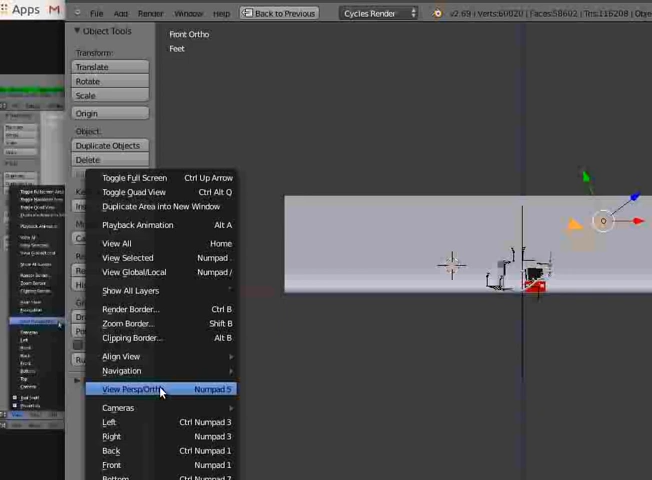 Apps
File Add Render Window Help Back to Previous Cycles Render v2.69 | Verts:60020 | Faces:58602 | Tris:116208 |
Object Tools
Front Ortho
Feet
Transform:
Translate
Rotate
Scale
Origin
Object:
Duplicate Objects
Delete
Toggle Full Screen Ctrl Up Arrow
Toggle Quad View Ctrl Alt Q
Duplicate Area into New Window
Playback Animation Alt A
View All Home
View Selected Numpad .
View Global/Local Numpad /
Show All Layers
Render Border... Ctrl B
Zoom Border... Shift B
Clipping Border... Alt B
Align View
Navigation
View Persp/Ortho Numpad 5
Cameras
Left Ctrl Numpad 3
Right Numpad 3
Back Ctrl Numpad 1
Front Numpad 1
Bottom Ctrl Numpad 7